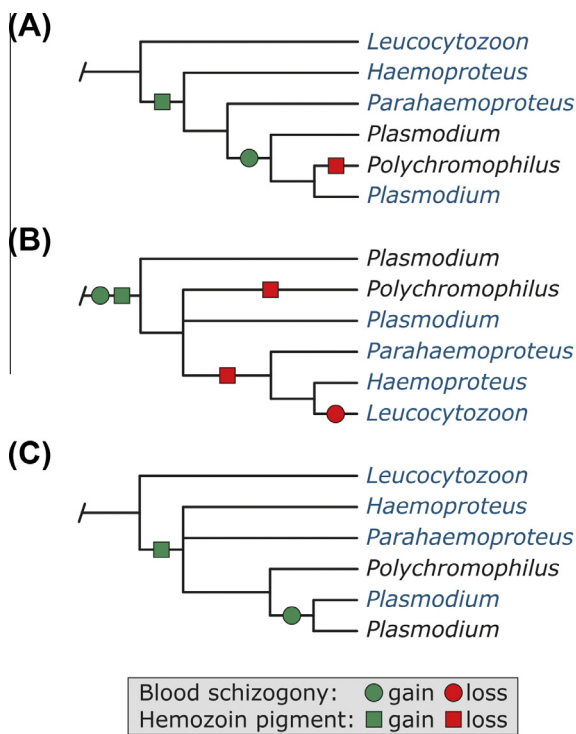 (A)
Leucocytozoon
Haemoproteus
Parahaemoproteus
Plasmodium
Polychromophilus
Plasmodium
(B)
Plasmodium
Polychromophilus
Plasmodium
Parahaemoproteus
Haemoproteus
Leucocytozoon
(C)
Leucocytozoon
Haemoproteus
Parahaemoproteus
Polychromophilus
Plasmodium
Plasmodium
Blood schizogony: gain loss
Hemozoin pigment: gain loss